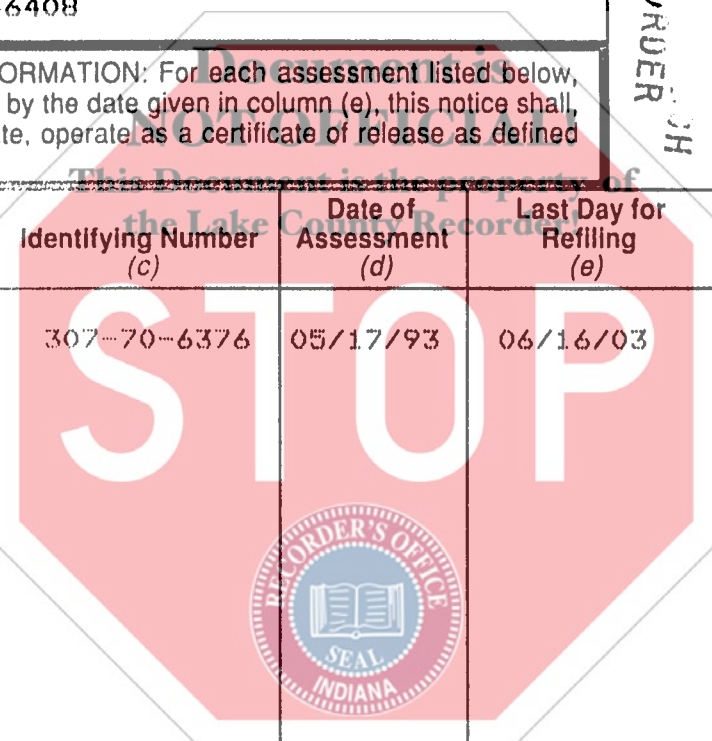 -6408
RDER
ORMATION: For each assessment listed below,
by the date given in column (e), this notice shall,
te, operate as a certificate of release as defined
Document is
NOT OFFICIAL!
This Document is the property of
the Lake County Recorder!
Identifying Number
(c)
Date of
Assessment
(d)
Last Day for
Refiling
(e)
307-70-6376 05/17/93 06/16/03
STOP
RECORDER'S OFFICE
SEAL
INDIANA